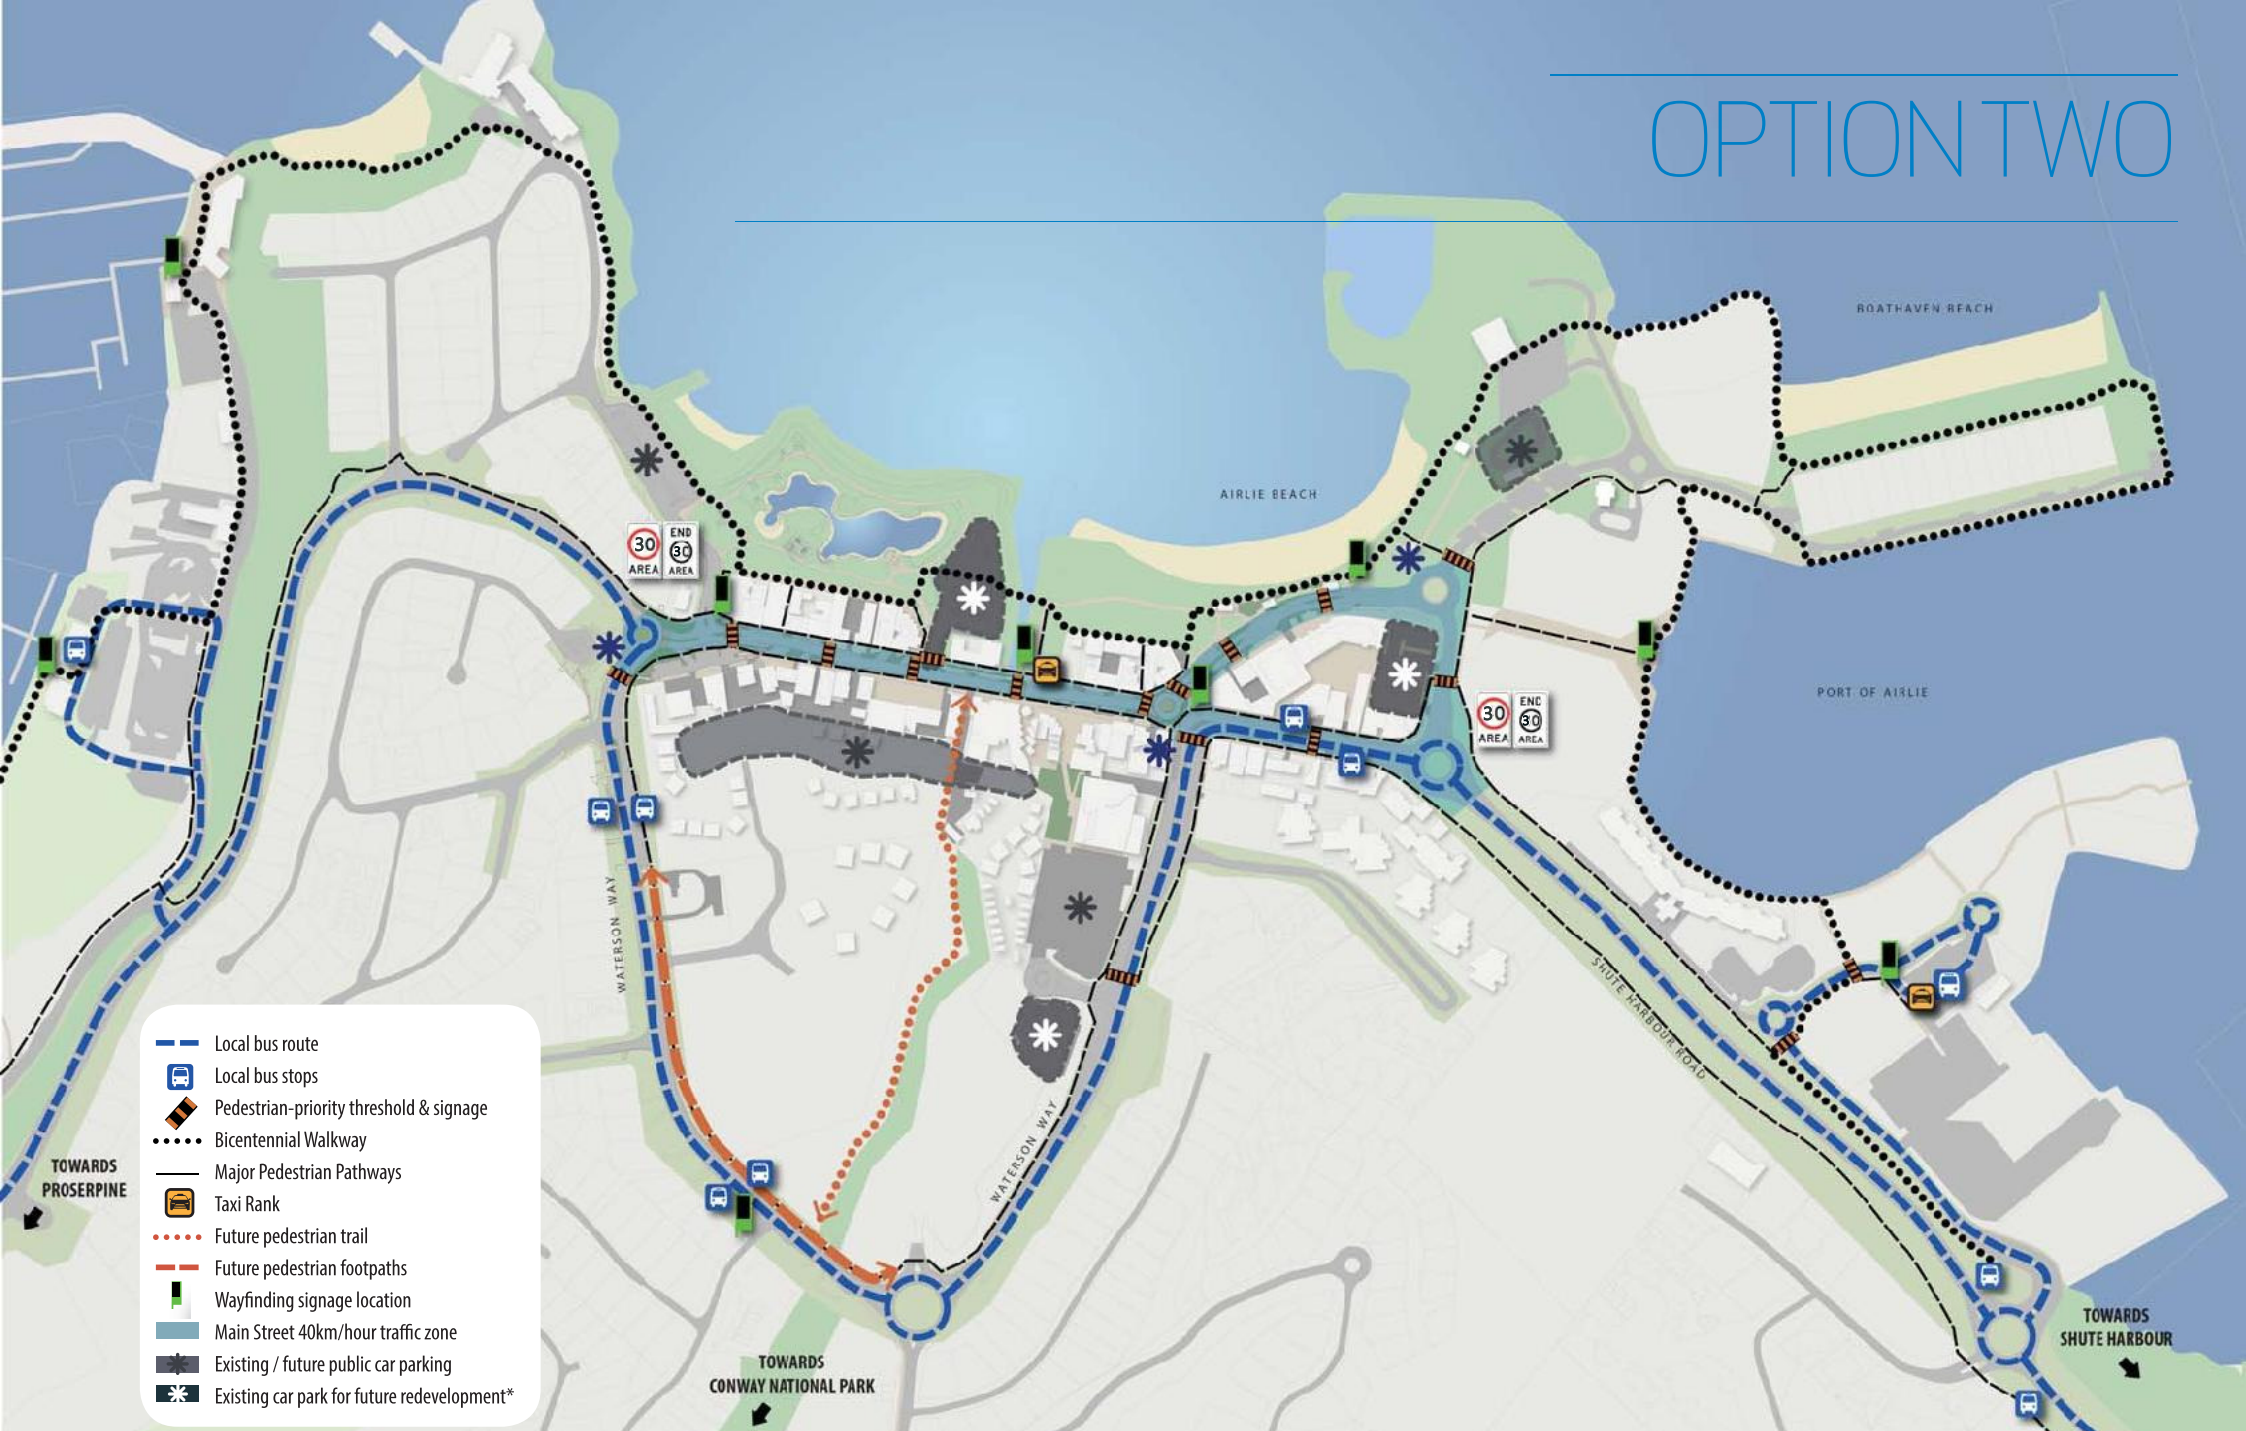 OPTION TWO
BOATHAVEN BEACH
AIRLIE BEACH
30
AREA
END
30
AREA
PORT OF AIRLIE
30
AREA
END
30
AREA
WATERSON WAY
SHUTE HARBOUR ROAD
WATERSON WAY
Local bus route
Local bus stops
Pedestrian-priority threshold & signage
Bicentennial Walkway
Major Pedestrian Pathways
Taxi Rank
Future pedestrian trail
Future pedestrian footpaths
Wayfinding signage location
Main Street 40km/hour traffic zone
Existing / future public car parking
Existing car park for future redevelopment*
TOWARDS
PROSERPINE
TOWARDS
CONWAY NATIONAL PARK
TOWARDS
SHUTE HARBOUR